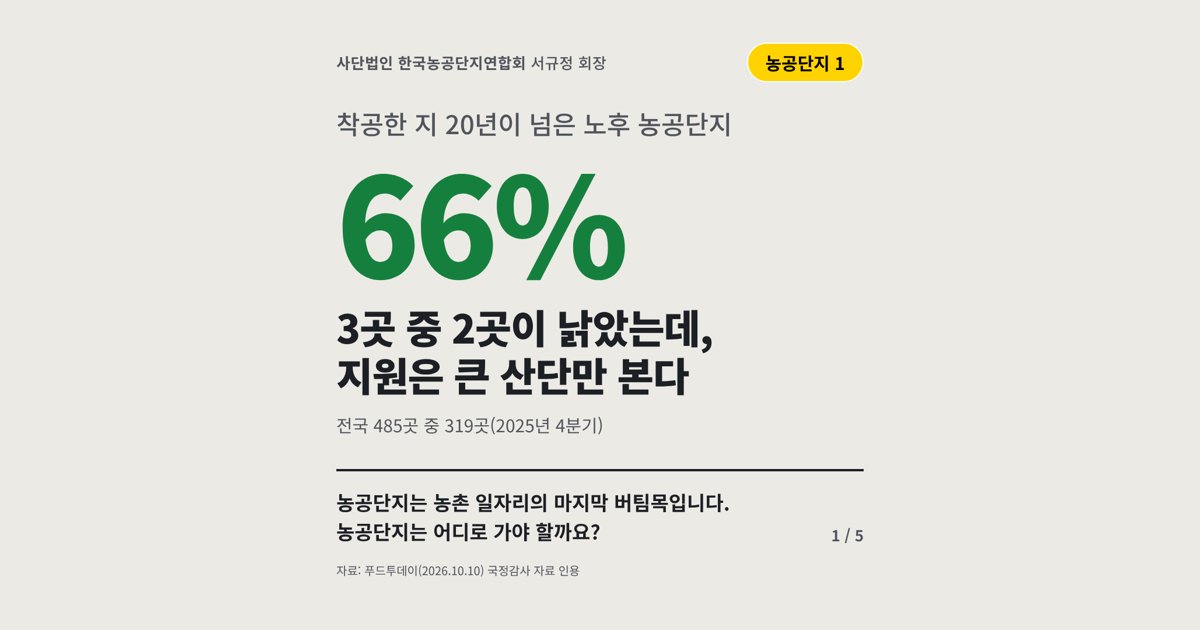 사단법인 한국농공단지연합회 서규정 회장
농공단지 1
착공한 지 20년이 넘은 노후 농공단지
66%
3곳 중 2곳이 낡았는데,
지원은 큰 산단만 본다
전국 485곳 중 319곳(2025년 4분기)
농공단지는 농촌 일자리의 마지막 버팀목입니다.
농공단지는 어디로 가야 할까요?
1 / 5
자료: 푸드투데이(2026.10.10) 국정감사 자료 인용